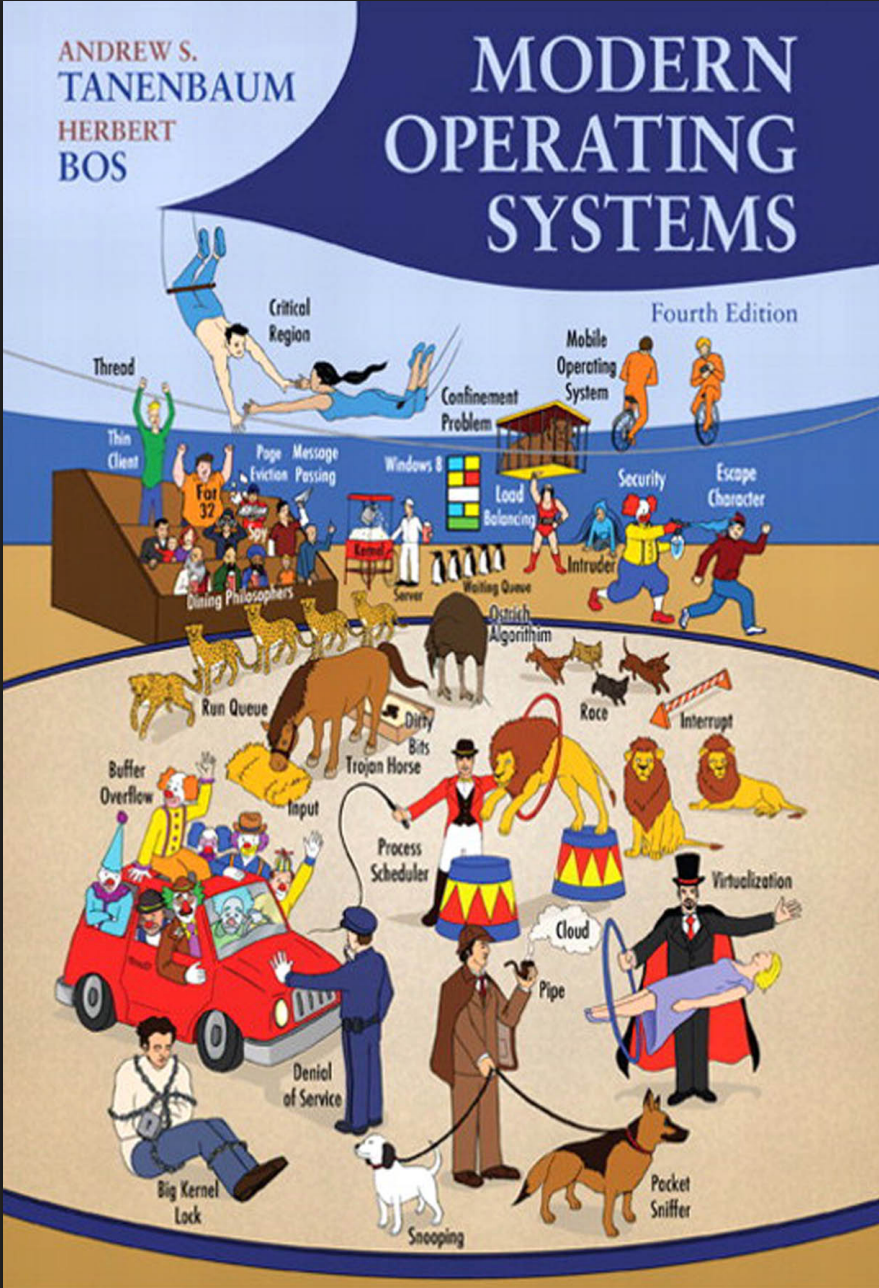 ANDREW S.
TANENBAUM
HERBERT
BOS
MODERN
OPERATING
SYSTEMS
Fourth Edition
Critical
Region
Thread
Mobile
Operating
System
Confinement
Problem
Thin
Client
Page
Eviction
Message
Passing
Windows 8
Load
Balancing
Security
Escape
Character
Fat
32
Spy
Kernel
Intruder
Server
Waiting Queue
Dining Philosophers
Ostrich
Algorithim
Run Queue
Race
Interrupt
Dirty
Bits
Trojan Horse
Buffer
Overflow
Input
Process
Scheduler
Virtualization
Cloud
Pipe
Denial
of Service
Big Kernel
Lock
Packet
Sniffer
Snooping